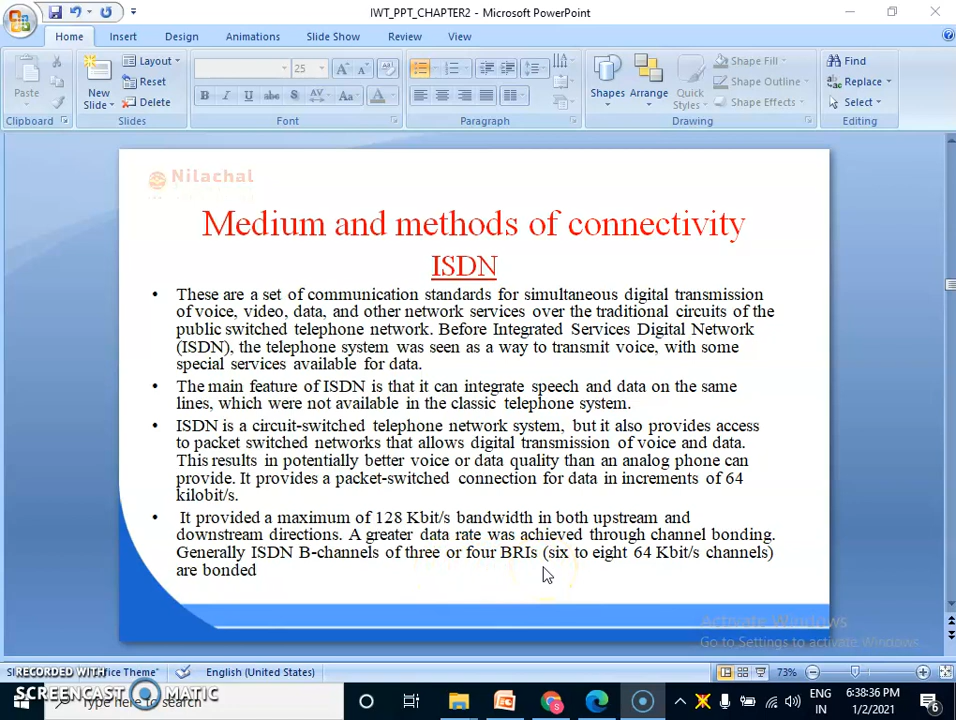 IWT_PPT_CHAPTER2 - Microsoft PowerPoint
Home Insert Design Animations Slide Show Review View
Paste
New Slide
Layout
Reset
Delete
25
Shapes Arrange Quick Styles
Shape Fill
Shape Outline
Shape Effects
Find
Replace
Select
Clipboard Slides Font Paragraph Drawing Editing
Nilachal
Medium and methods of connectivity
ISDN
• These are a set of communication standards for simultaneous digital transmission
of voice, video, data, and other network services over the traditional circuits of the
public switched telephone network. Before Integrated Services Digital Network
(ISDN), the telephone system was seen as a way to transmit voice, with some
special services available for data.
• The main feature of ISDN is that it can integrate speech and data on the same
lines, which were not available in the classic telephone system.
• ISDN is a circuit-switched telephone network system, but it also provides access
to packet switched networks that allows digital transmission of voice and data.
This results in potentially better voice or data quality than an analog phone can
provide. It provides a packet-switched connection for data in increments of 64
kilobit/s.
• It provided a maximum of 128 Kbit/s bandwidth in both upstream and
downstream directions. A greater data rate was achieved through channel bonding.
Generally ISDN B-channels of three or four BRIs (six to eight 64 Kbit/s channels)
are bonded
Activate Windows
Go to Settings to activate Windows.
Theme" English (United States) 73%
RECORDED WITH
SCREENCAST MATIC
Type here to search
ENG
IN
6:38:36 PM
1/2/2021
6